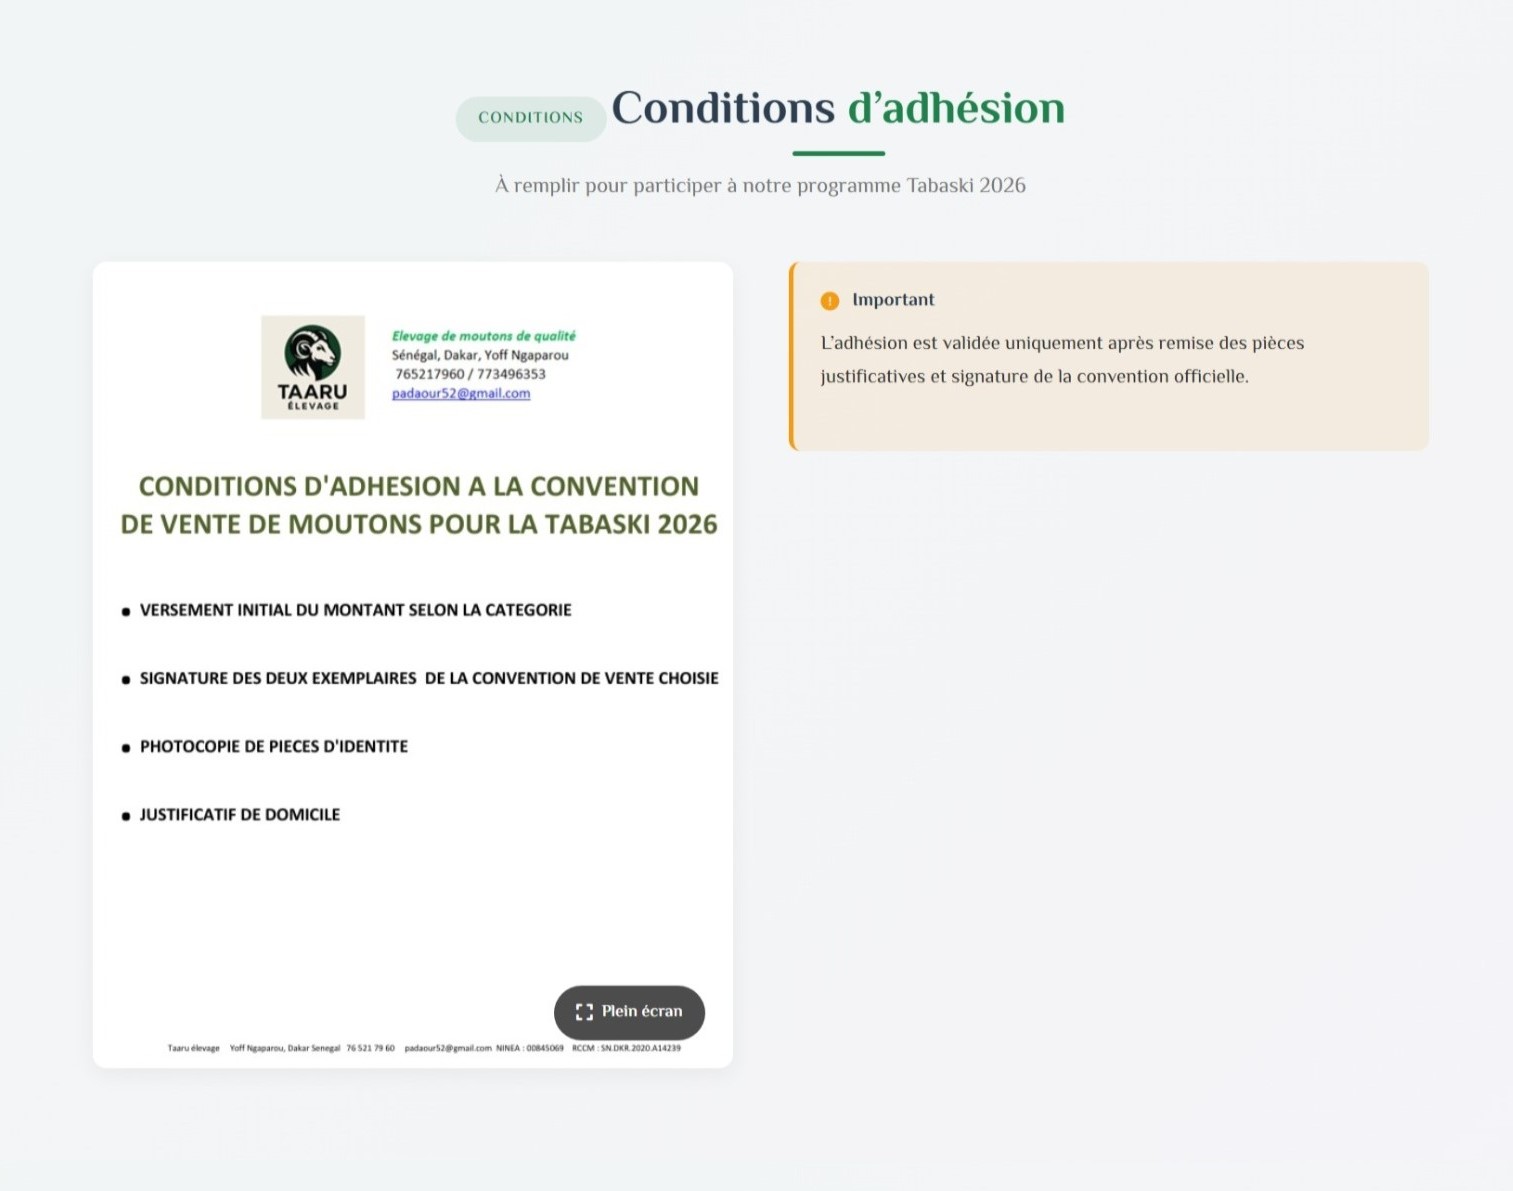 CONDITIONS
Conditions d’adhésion
À remplir pour participer à notre programme Tabaski 2026
TAARU
ÉLEVAGE
Elevage de moutons de qualité
Sénégal, Dakar, Yoff Ngaparou
765217960 / 773496353
padaour52@gmail.com
CONDITIONS D'ADHESION A LA CONVENTION
DE VENTE DE MOUTONS POUR LA TABASKI 2026
• VERSEMENT INITIAL DU MONTANT SELON LA CATEGORIE
• SIGNATURE DES DEUX EXEMPLAIRES DE LA CONVENTION DE VENTE CHOISIE
• PHOTOCOPIE DE PIECES D'IDENTITE
• JUSTIFICATIF DE DOMICILE
Plein écran
Taaru élevage Yoff Ngaparou, Dakar Senegal 76 521 79 60 padaour52@gmail.com NINEA : 00845069 RCCM : SN.DKR.2020.A14239
Important
L’adhésion est validée uniquement après remise des pièces
justificatives et signature de la convention officielle.